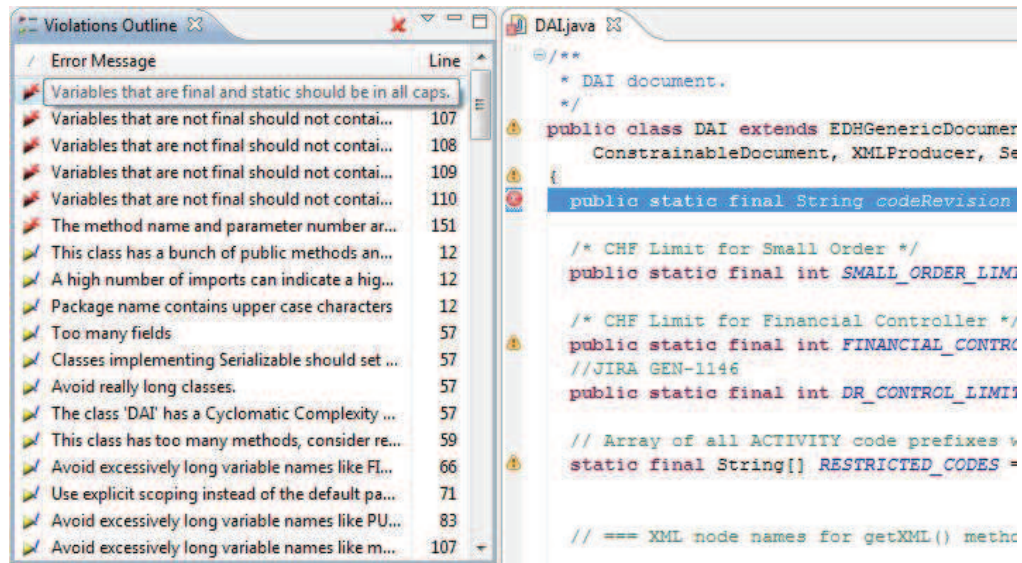 Violations Outline
Error Message Line
Variables that are final and static should be in all caps.
Variables that are not final should not contai... 107
Variables that are not final should not contai... 108
Variables that are not final should not contai... 109
Variables that are not final should not contai... 110
The method name and parameter number ar... 151
This class has a bunch of public methods an... 12
A high number of imports can indicate a hig... 12
Package name contains upper case characters 12
Too many fields 57
Classes implementing Serializable should set ... 57
Avoid really long classes. 57
The class 'DAI' has a Cyclomatic Complexity ... 57
This class has too many methods, consider re... 59
Avoid excessively long variable names like FI... 66
Use explicit scoping instead of the default pa... 71
Avoid excessively long variable names like PU... 83
Avoid excessively long variable names like m... 107
DAI.java
/**
* DAI document.
*/
public class DAI extends EDHGenericDocumen
ConstrainableDocument, XMLProducer, Se
{
public static final String codeRevision
/* CHF Limit for Small Order */
public static final int SMALL_ORDER_LIMI
/* CHF Limit for Financial Controller */
public static final int FINANCIAL_CONTRO
//JIRA GEN-1146
public static final int DR_CONTROL_LIMIT
// Array of all ACTIVITY code prefixes w
static final String[] RESTRICTED_CODES =
// === XML node names for getXML() metho